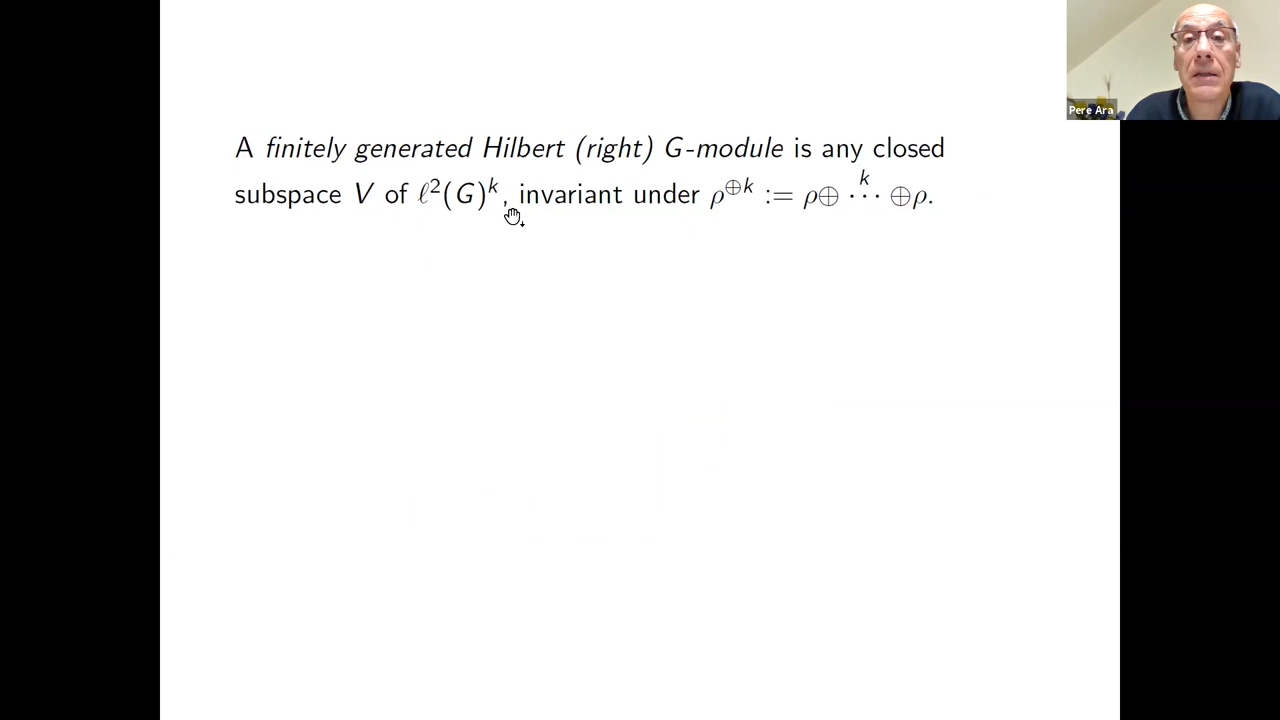 A finitely generated Hilbert (right) G-module is any closed
subspace V of ℓ²(G)ᵏ, invariant under ρ^{⊕k} := ρ⊕ ᵏ⋯ ⊕ρ.
Pere Ara